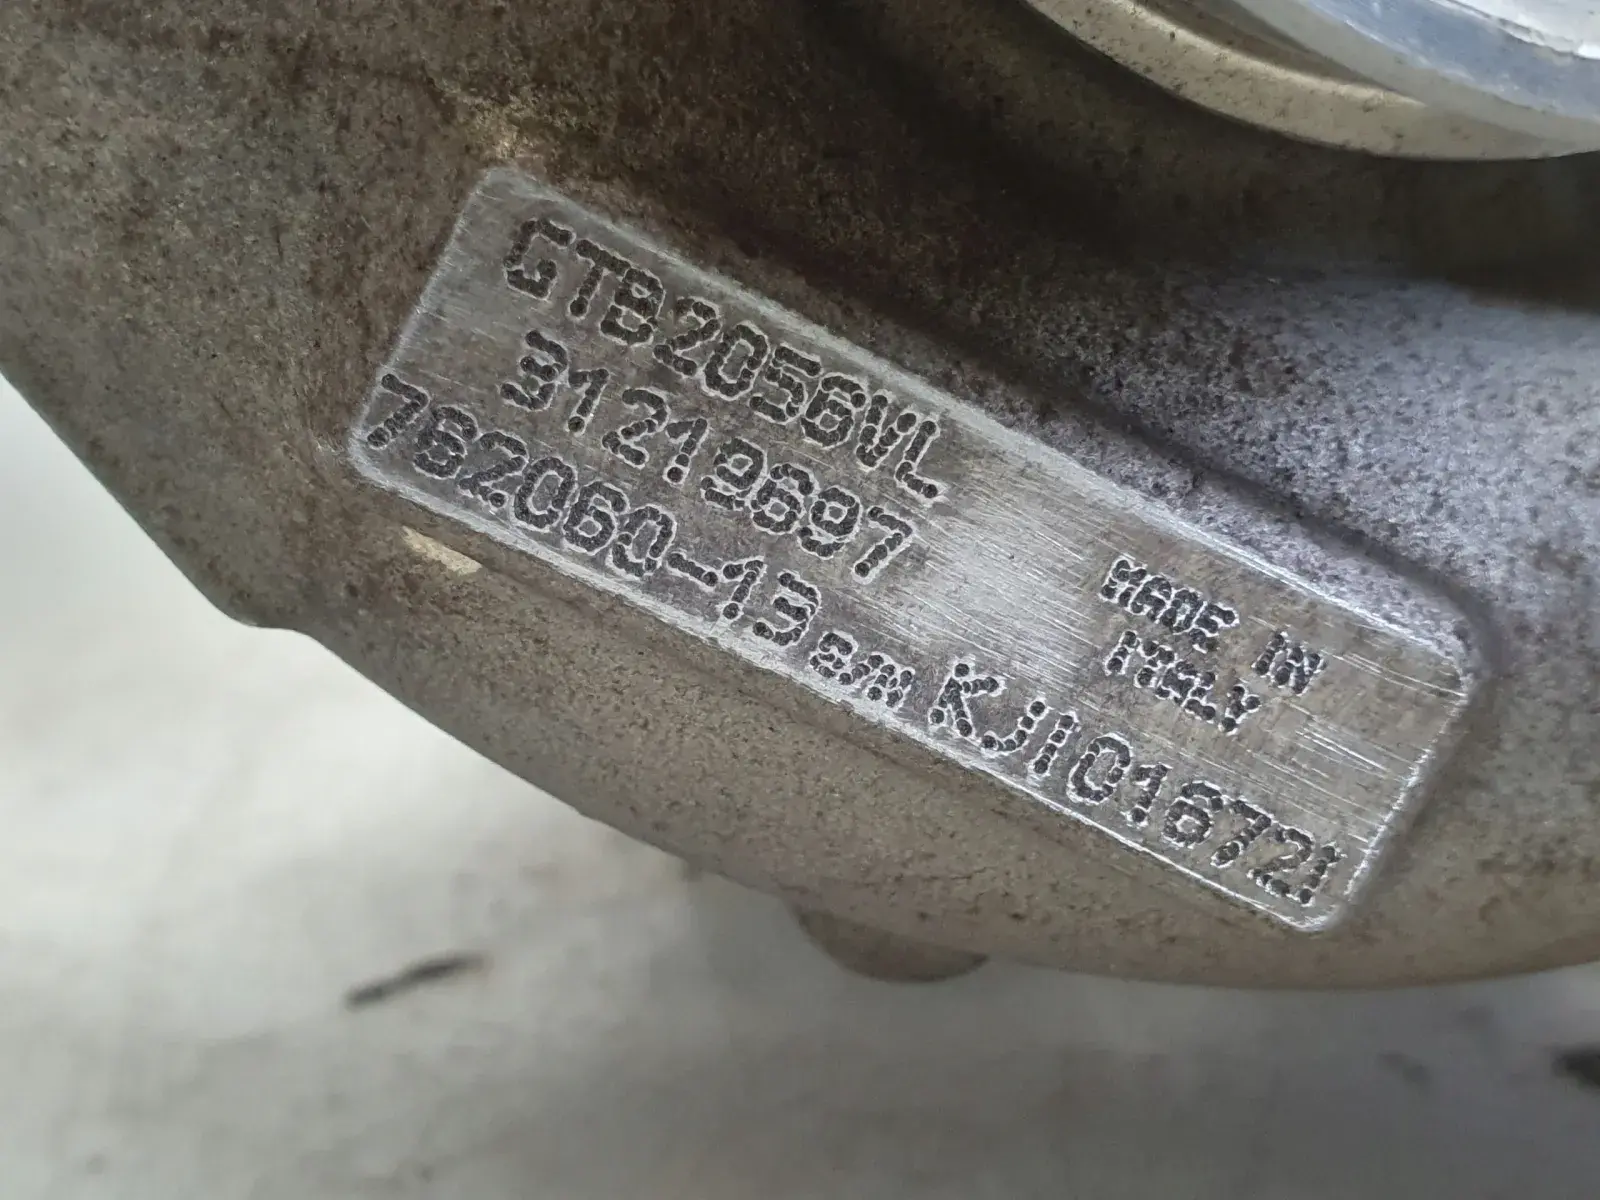 GTB2056VL
31219697
762060-13 S/N KJ1016721
MADE IN
ITALY